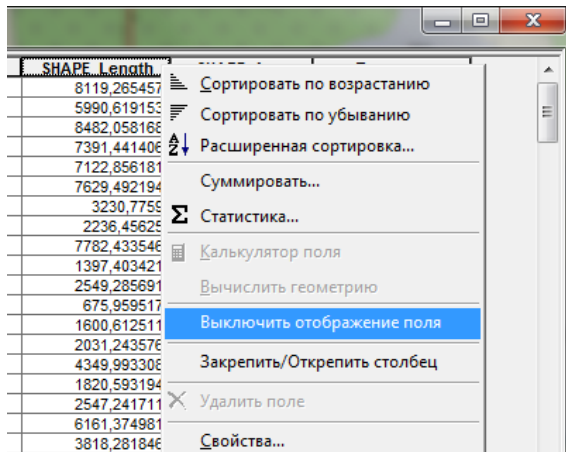 SHAPE_Length
8119,265457
5990,619153
8482,058168
7391,441406
7122,856181
7629,492194
3230,7759
2236,45625
7782,433546
1397,403421
2549,285691
675,959517
1600,612511
2031,243576
4349,993308
1820,593194
2547,241711
6161,374981
3818,281846
Сортировать по возрастанию
Сортировать по убыванию
Расширенная сортировка...
Суммировать...
Статистика...
Калькулятор поля
Вычислить геометрию
Выключить отображение поля
Закрепить/Открепить столбец
Удалить поле
Свойства...